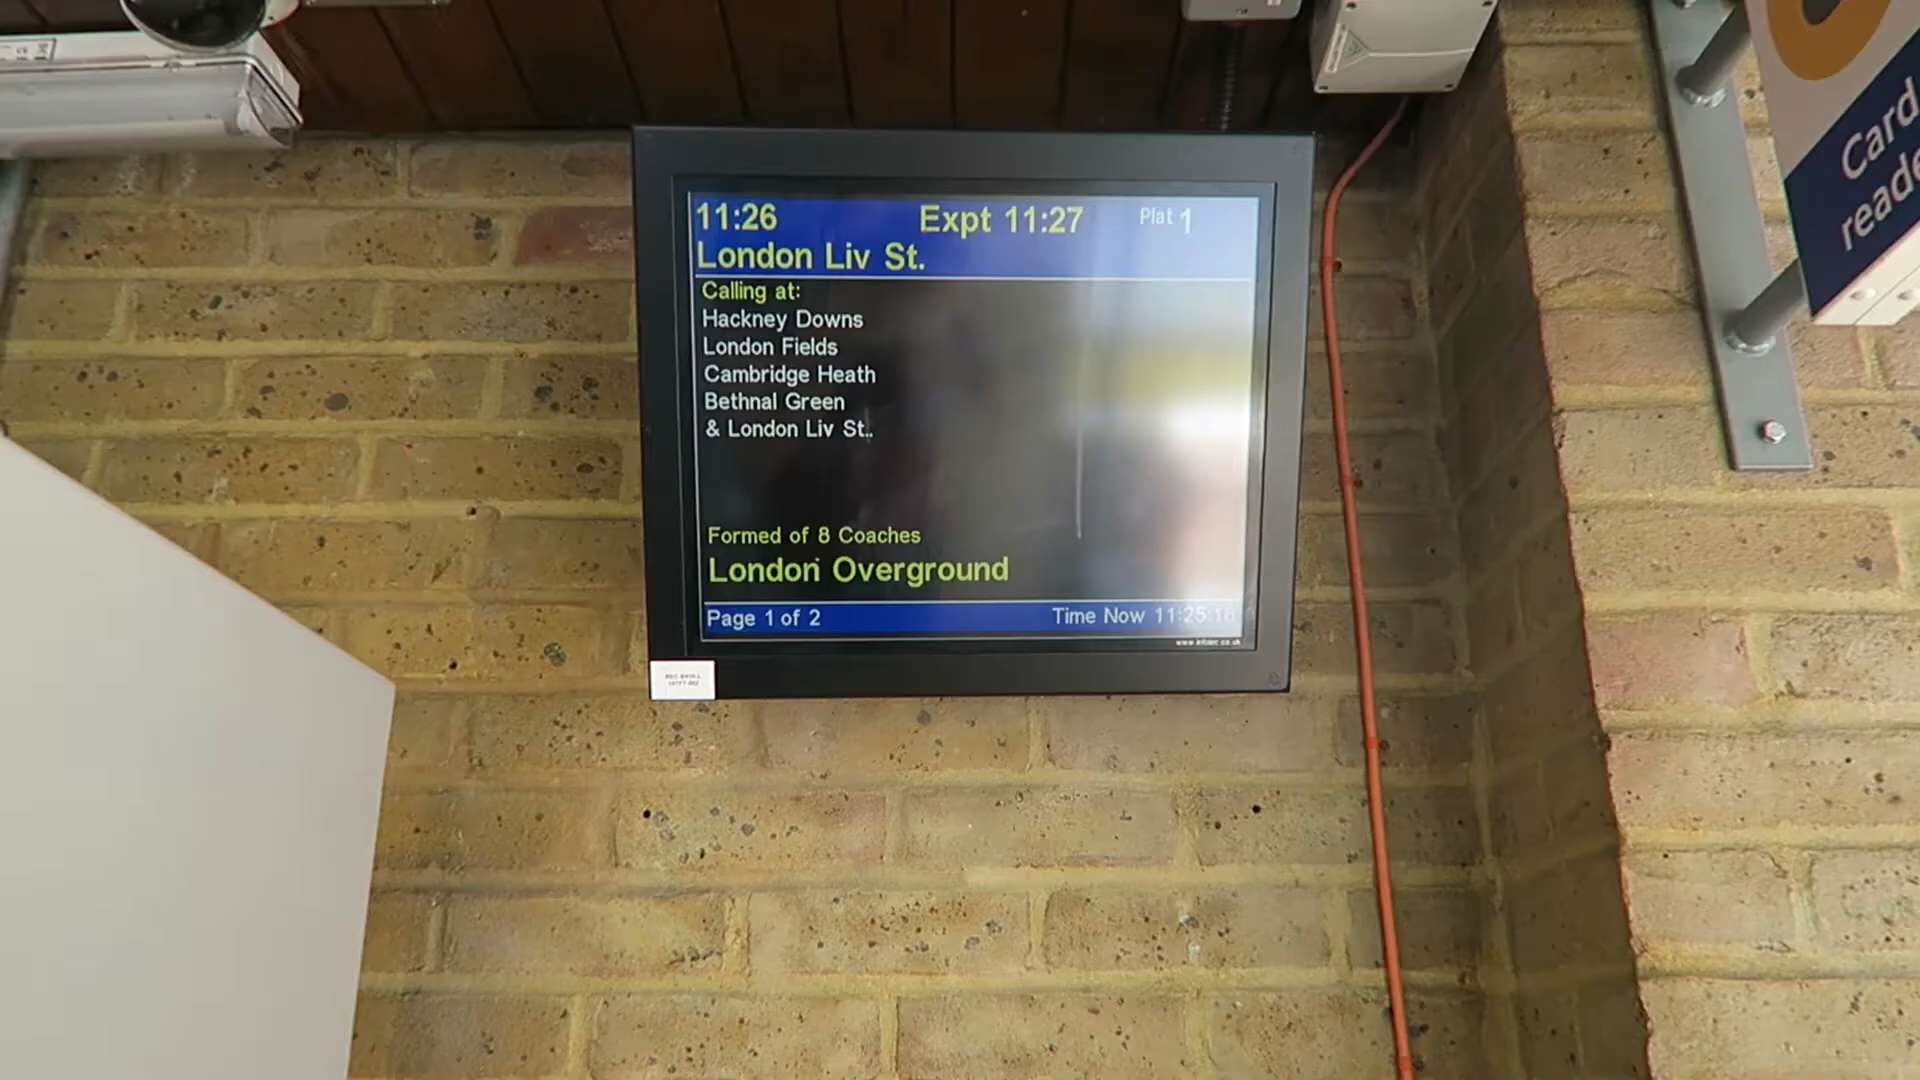 11:26 Expt 11:27 Plat 1
London Liv St.
Calling at:
Hackney Downs
London Fields
Cambridge Heath
Bethnal Green
& London Liv St..
Formed of 8 Coaches
London Overground
Page 1 of 2 Time Now 11:25:16
Card
reade